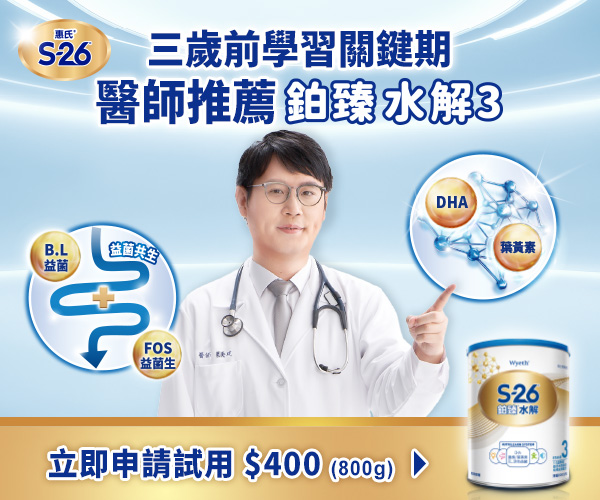 惠氏®
S-26
三歲前學習關鍵期
醫師推薦 鉑臻 水解3
B.L
益菌
益菌共生
FOS
益菌生
DHA
葉黃素
Wyeth
S-26
鉑臻水解
3
立即申請試用 $400 (800g)